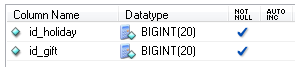 Column Name Datatype NOT NULL AUTO INC
id_holiday BIGINT(20)
id_gift BIGINT(20)